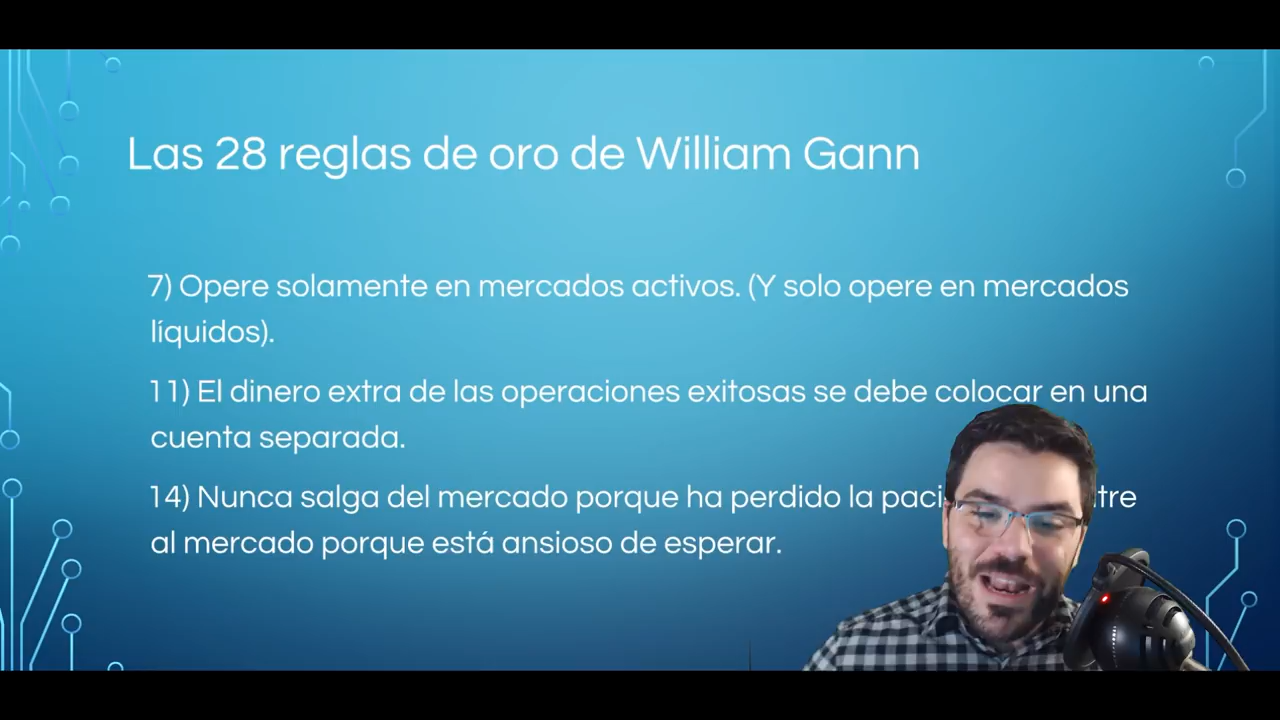 Las 28 reglas de oro de William Gann
7) Opere solamente en mercados activos. (Y solo opere en mercados
líquidos).
11) El dinero extra de las operaciones exitosas se debe colocar en una
cuenta separada.
14) Nunca salga del mercado porque ha perdido la
al mercado porque está ansioso de esperar.